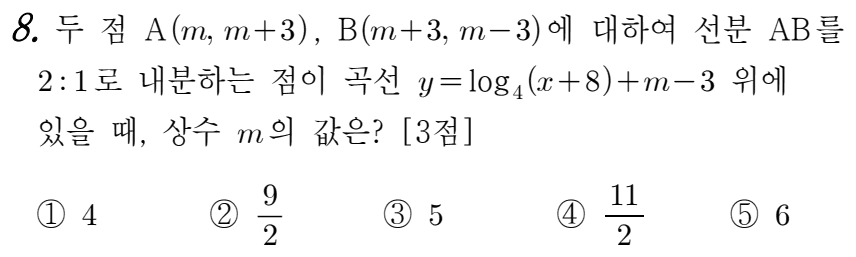 8. 두 점 A(m, m+3), B(m+3, m−3)에 대하여 선분 AB를
2 : 1로 내분하는 점이 곡선 y=log₄(x+8)+m−3 위에
있을 때, 상수 m의 값은? [3점]
① 4 ② 9/2 ③ 5 ④ 11/2 ⑤ 6